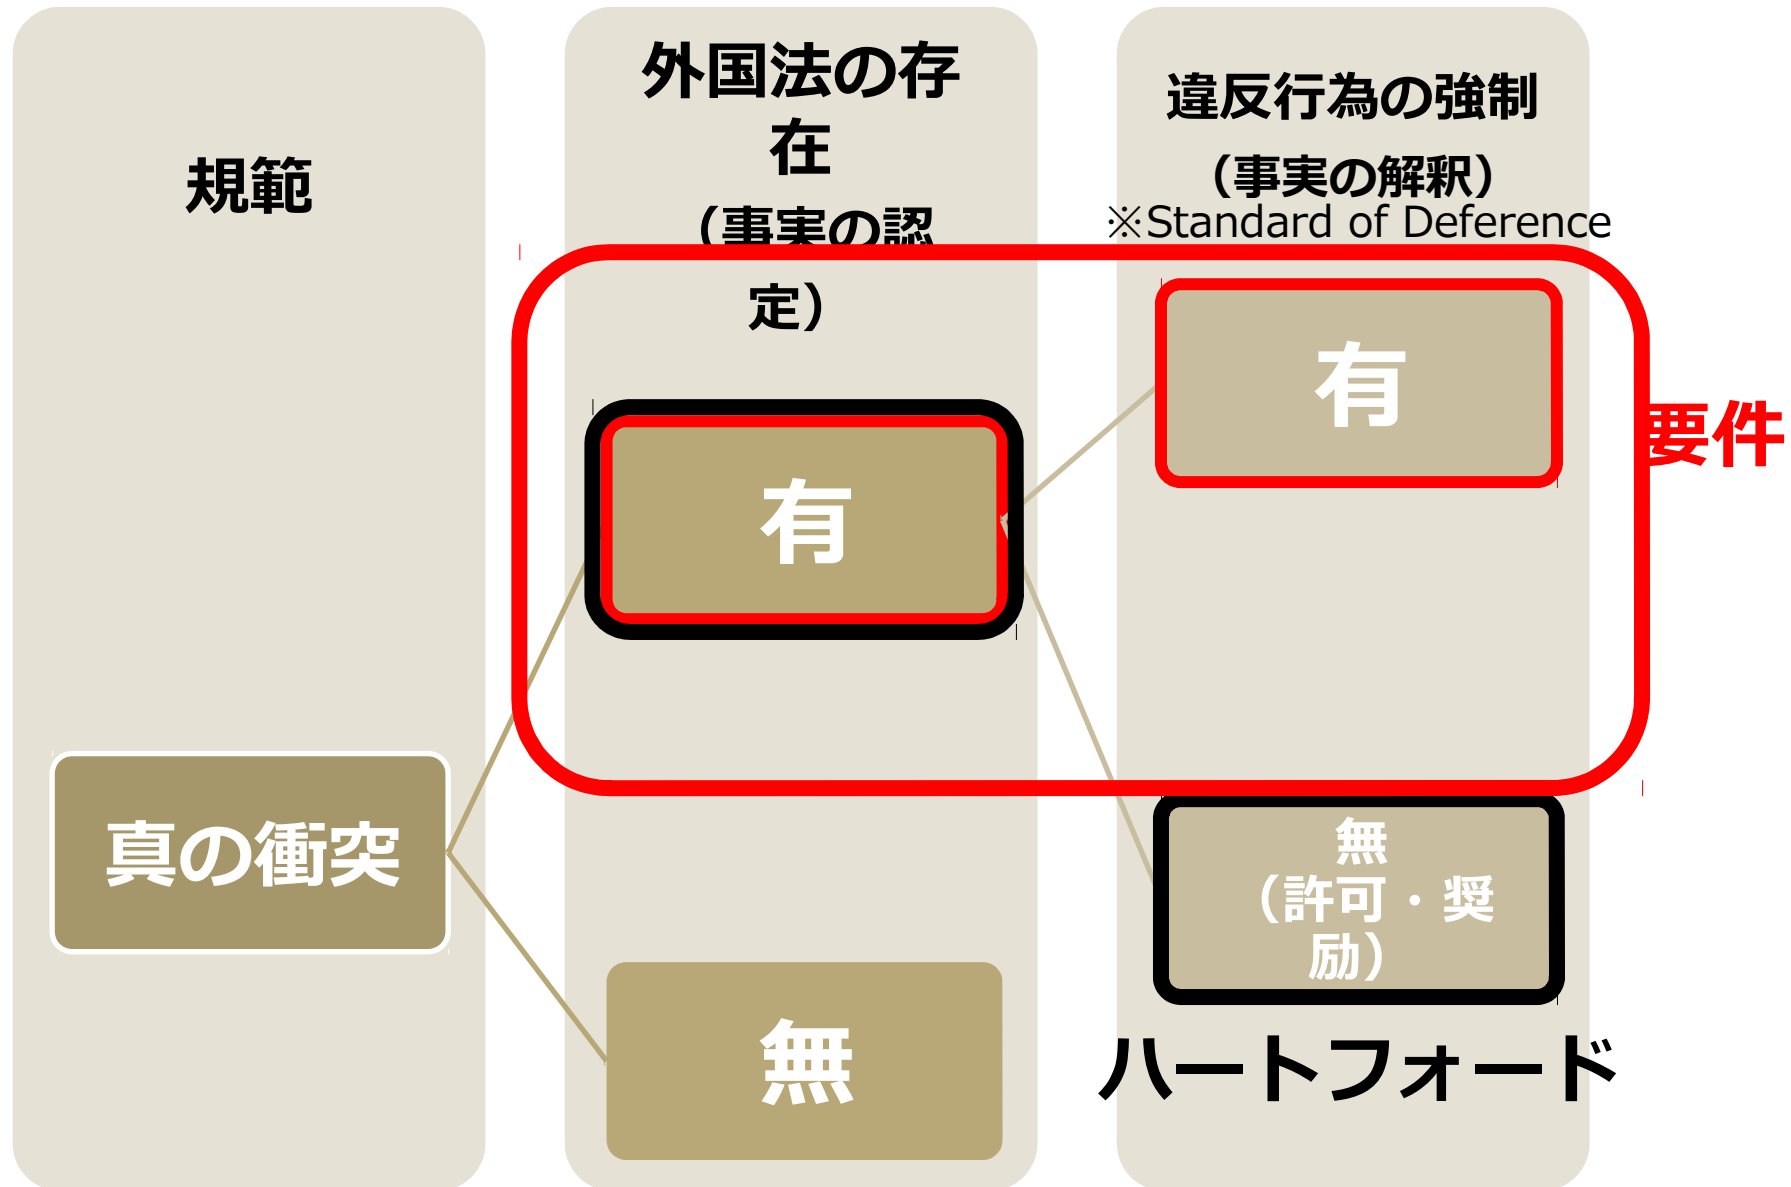 規範
外国法の存
在
（事実の認
定）
違反行為の強制
（事実の解釈）
※Standard of Deference
有
有
要件
真の衝突
無
（許可・奨
励）
無
ハートフォード